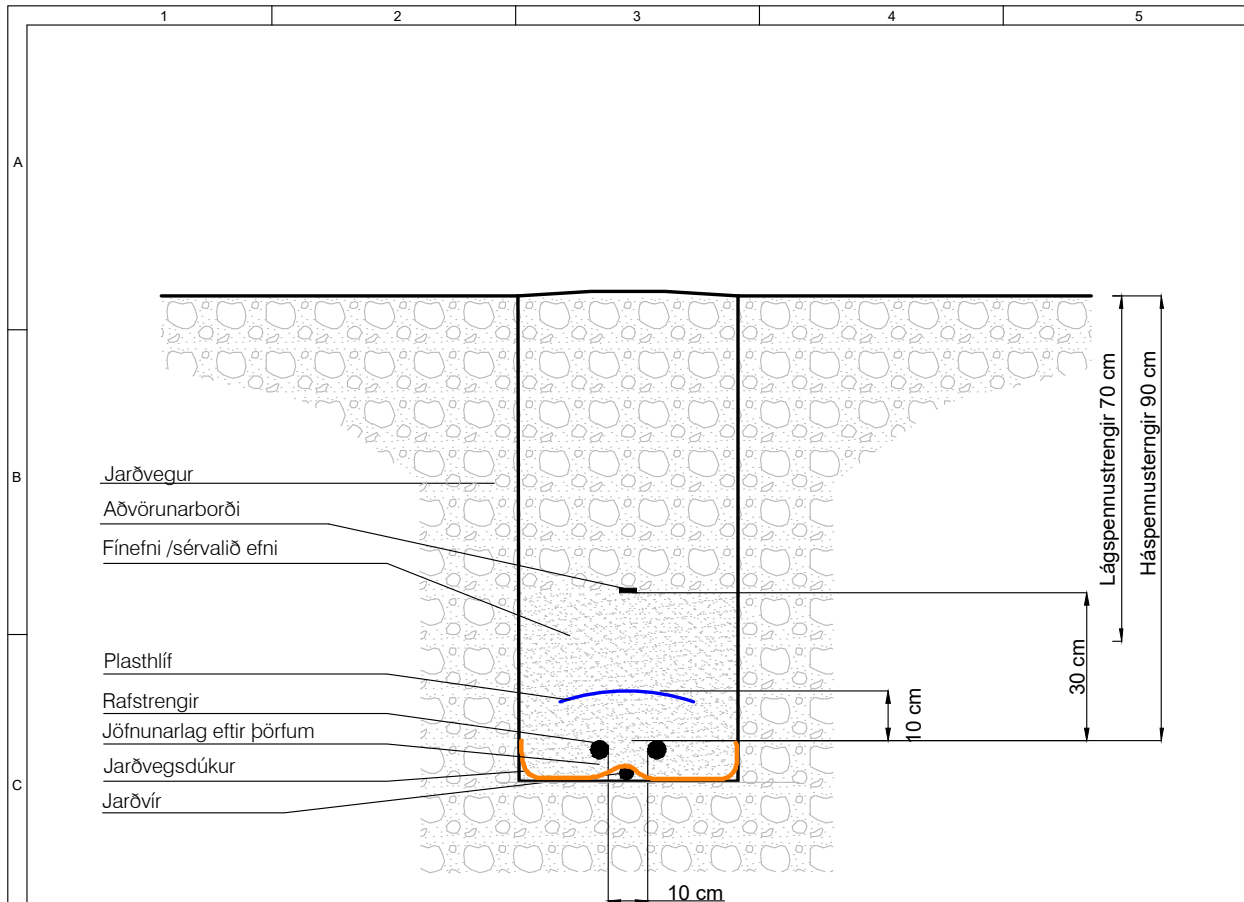 1 2 3 4 5
A
B
C
Jarðvegur
Aðvörunarborði
Fínefni /sérvalið efni
Plasthlíf
Rafstrengir
Jöfnunarlag eftir þörfum
Jarðvegsdúkur
Jarðvír
Lágspennustrengir 70 cm
Háspennusterngir 90 cm
30 cm
10 cm
10 cm